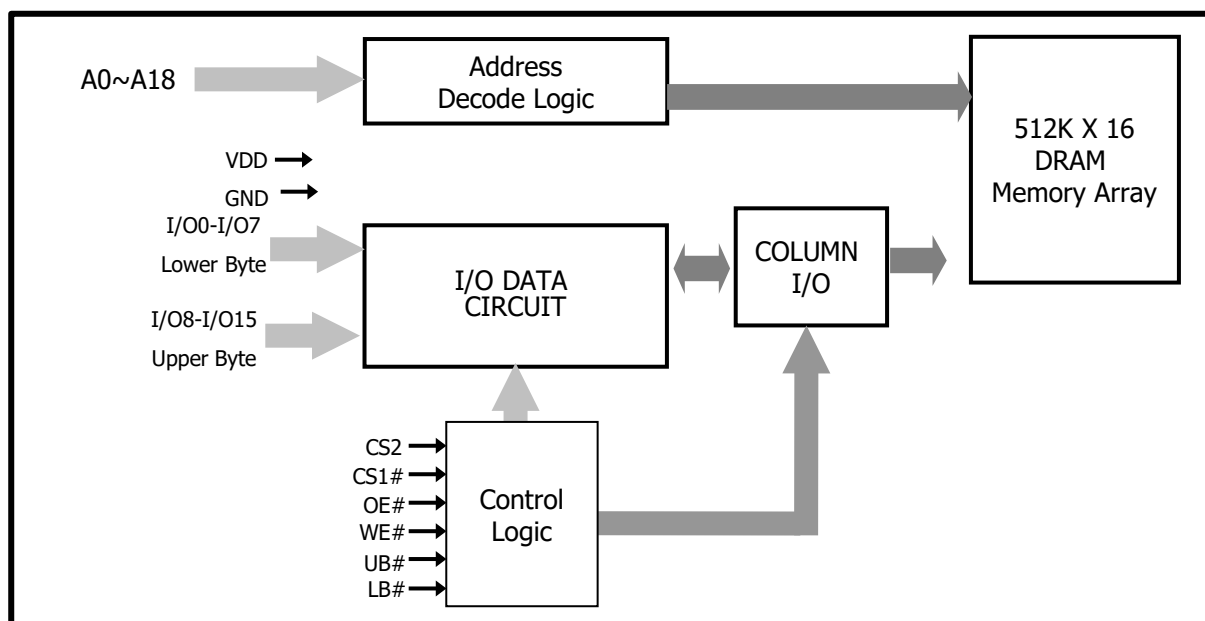 A0~A18
Address
Decode Logic
512K X 16
DRAM
Memory Array
VDD
GND
I/O0-I/O7
Lower Byte
I/O8-I/O15
Upper Byte
I/O DATA
CIRCUIT
COLUMN
I/O
CS2
CS1#
OE#
WE#
UB#
LB#
Control
Logic